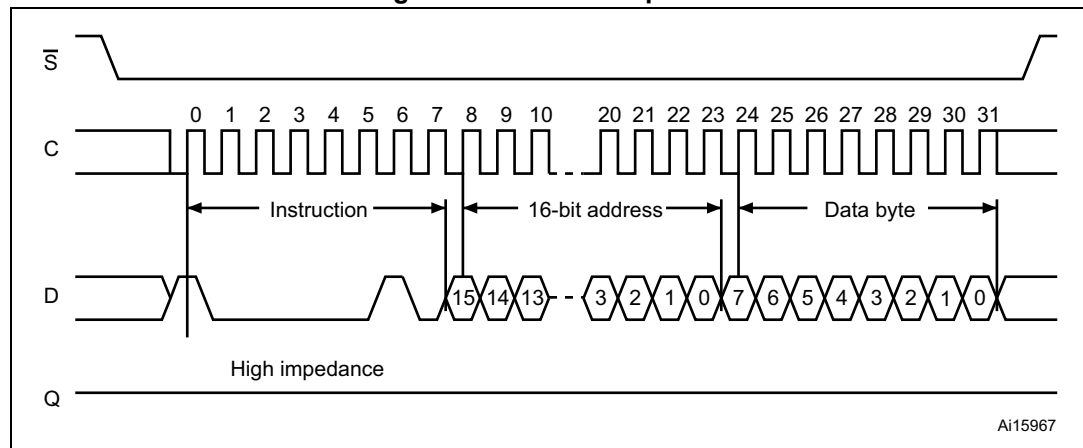 S
0 1 2 3 4 5 6 7 8 9 10 20 21 22 23 24 25 26 27 28 29 30 31
C
Instruction 16-bit address Data byte
D
15 14 13 3 2 1 0 7 6 5 4 3 2 1 0
High impedance
Q
Ai15967